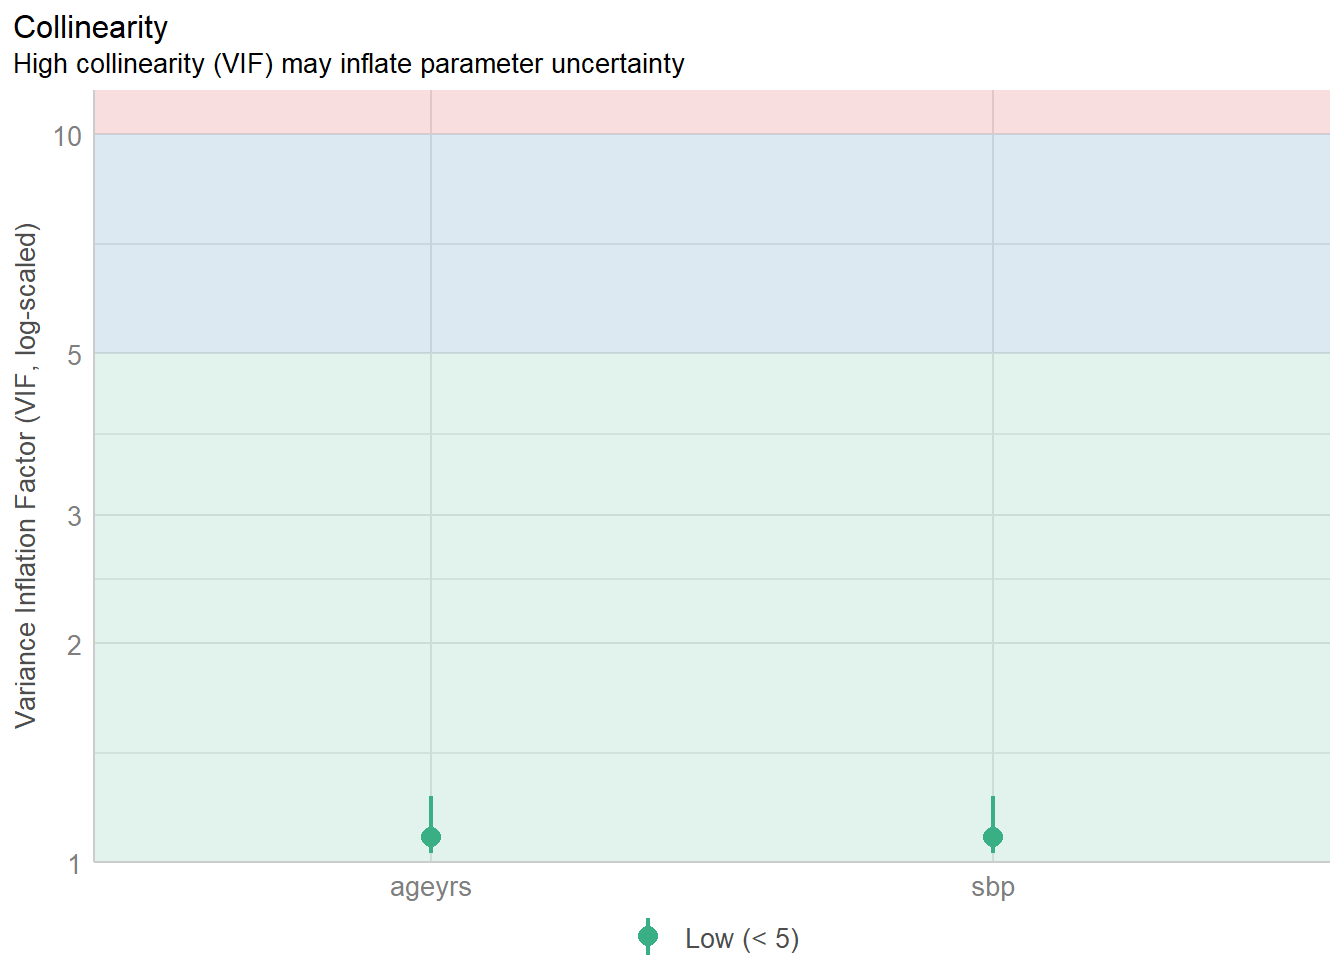 Collinearity
High collinearity (VIF) may inflate parameter uncertainty
Variance Inflation Factor (VIF, log-scaled)
10
5
3
2
1
ageyrs
sbp
Low (< 5)